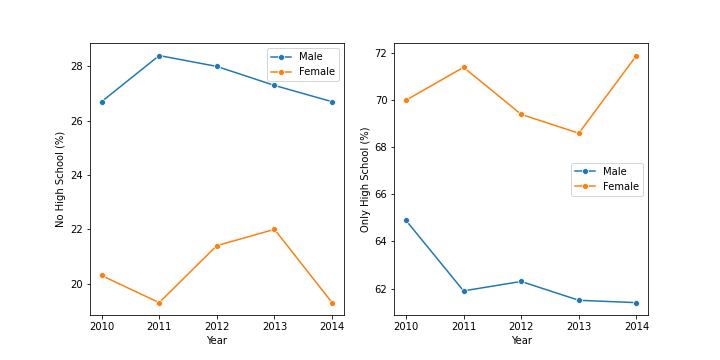 No High School (%)
28
26
24
22
20
Male
Female
2010 2011 2012 2013 2014
Year
Only High School (%)
72
70
68
66
64
62
Male
Female
2010 2011 2012 2013 2014
Year